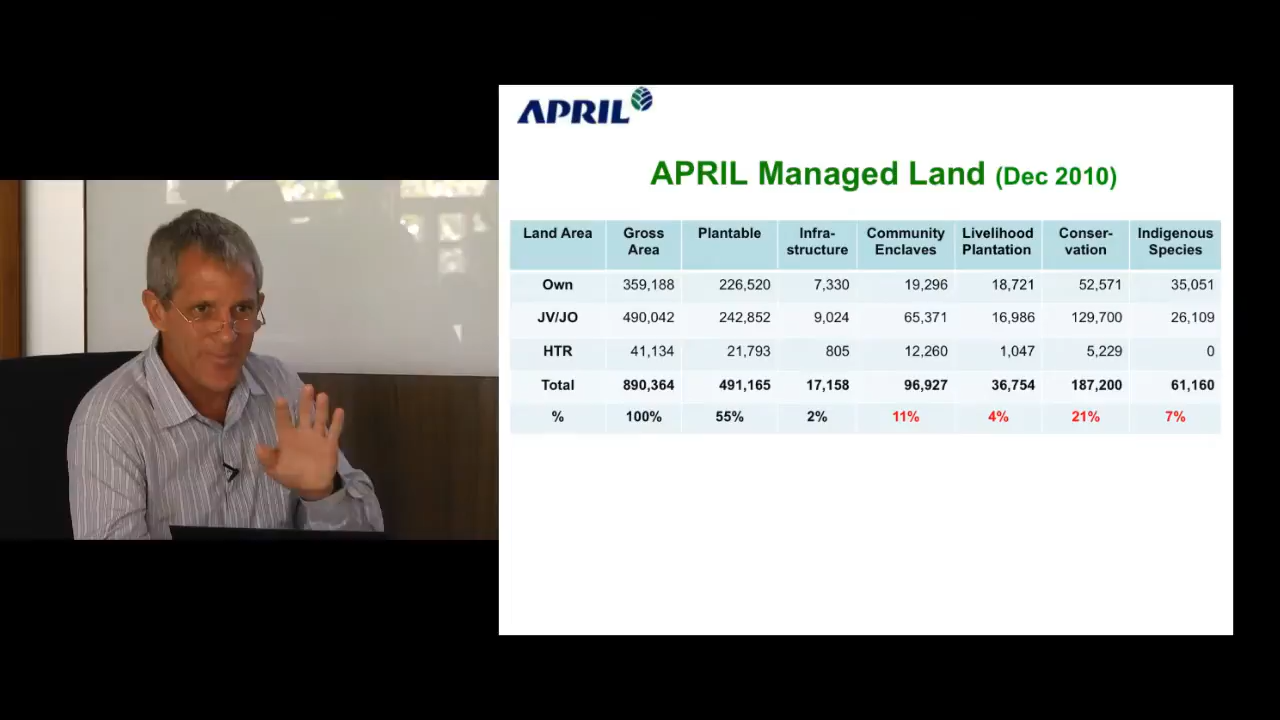 APRIL
APRIL Managed Land (Dec 2010)
Land Area Gross Area Plantable Infra-structure Community Enclaves Livelihood Plantation Conser-vation Indigenous Species
Own 359,188 226,520 7,330 19,296 18,721 52,571 35,051
JV/JO 490,042 242,852 9,024 65,371 16,986 129,700 26,109
HTR 41,134 21,793 805 12,260 1,047 5,229 0
Total 890,364 491,165 17,158 96,927 36,754 187,200 61,160
% 100% 55% 2% 11% 4% 21% 7%